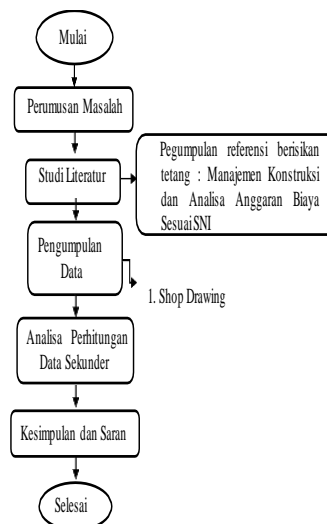 Mulai
Perumusan Masalah
Studi Literatur
Pegumpulan referensi berisikan
tetang : Manajemen Konstruksi
dan Analisa Anggaran Biaya
Sesuai SNI
Pengumpulan
Data
1. Shop Drawing
Analisa Perhitungan
Data Sekunder
Kesimpulan dan Saran
Selesai